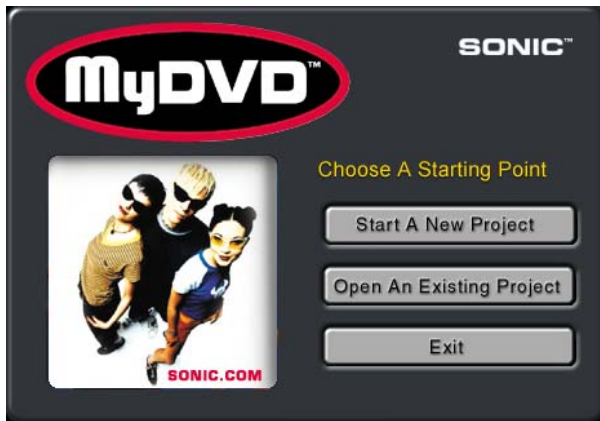 MyDVD™
SONIC™
Choose A Starting Point
Start A New Project
Open An Existing Project
Exit
SONIC.COM